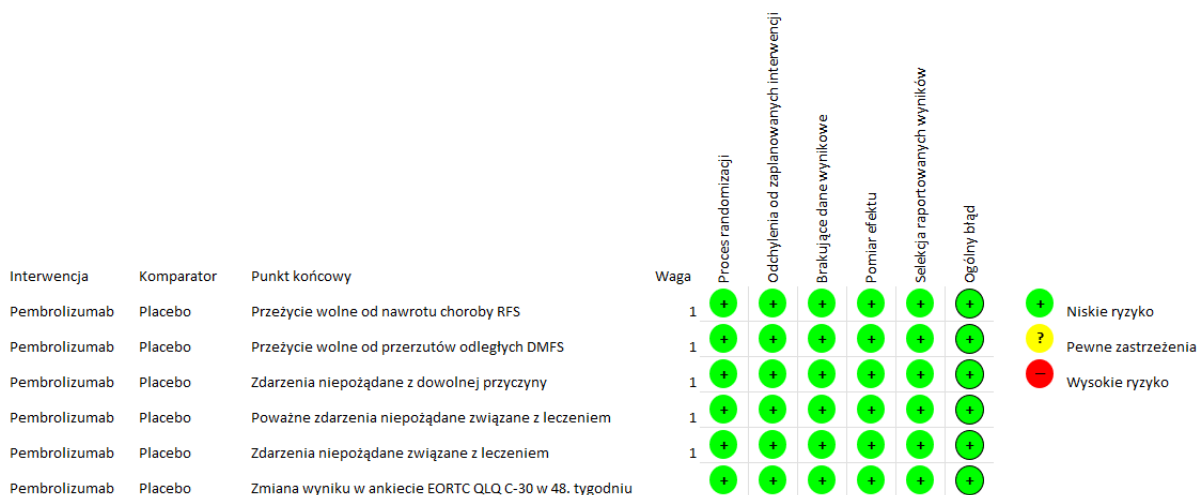 Proces randomizacji
Odchylenia od zaplanowanych interwencji
Brakujące dane wynikowe
Pomiar efektu
Selekcja raportowanych wyników
Ogólny błąd
Interwencja Komparator Punkt końcowy Waga
Pembrolizumab Placebo Przeżycie wolne od nawrotu choroby RFS 1 + + + + + +
Pembrolizumab Placebo Przeżycie wolne od przerzutów odległych DMFS 1 + + + + + +
Pembrolizumab Placebo Zdarzenia niepożądane z dowolnej przyczyny 1 + + + + + +
Pembrolizumab Placebo Poważne zdarzenia niepożądane związane z leczeniem 1 + + + + + +
Pembrolizumab Placebo Zdarzenia niepożądane związane z leczeniem 1 + + + + + +
Pembrolizumab Placebo Zmiana wyniku w ankiecie EORTC QLQ C-30 w 48. tygodniu + + + + + +
+ Niskie ryzyko
? Pewne zastrzeżenia
− Wysokie ryzyko